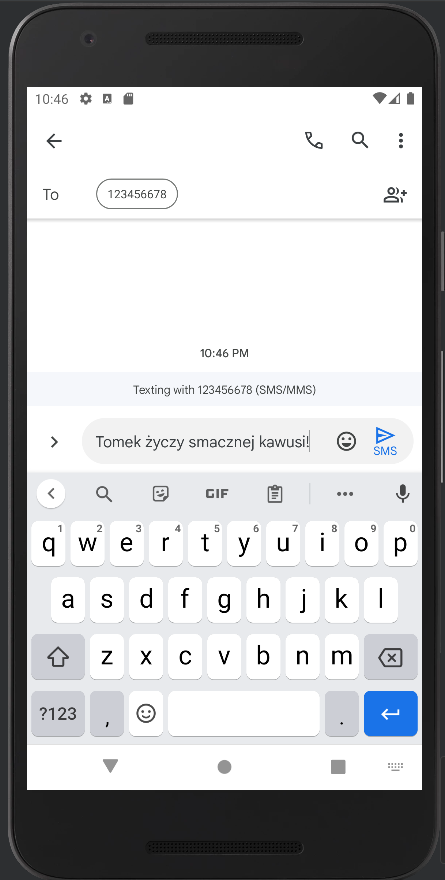 10:46
To 123456678
10:46 PM
Texting with 123456678 (SMS/MMS)
Tomek życzy smacznej kawusi!
SMS
GIF
q1 w2 e3 r4 t5 y6 u7 i8 o9 p0
a s d f g h j k l
z x c v b n m
?123 , .